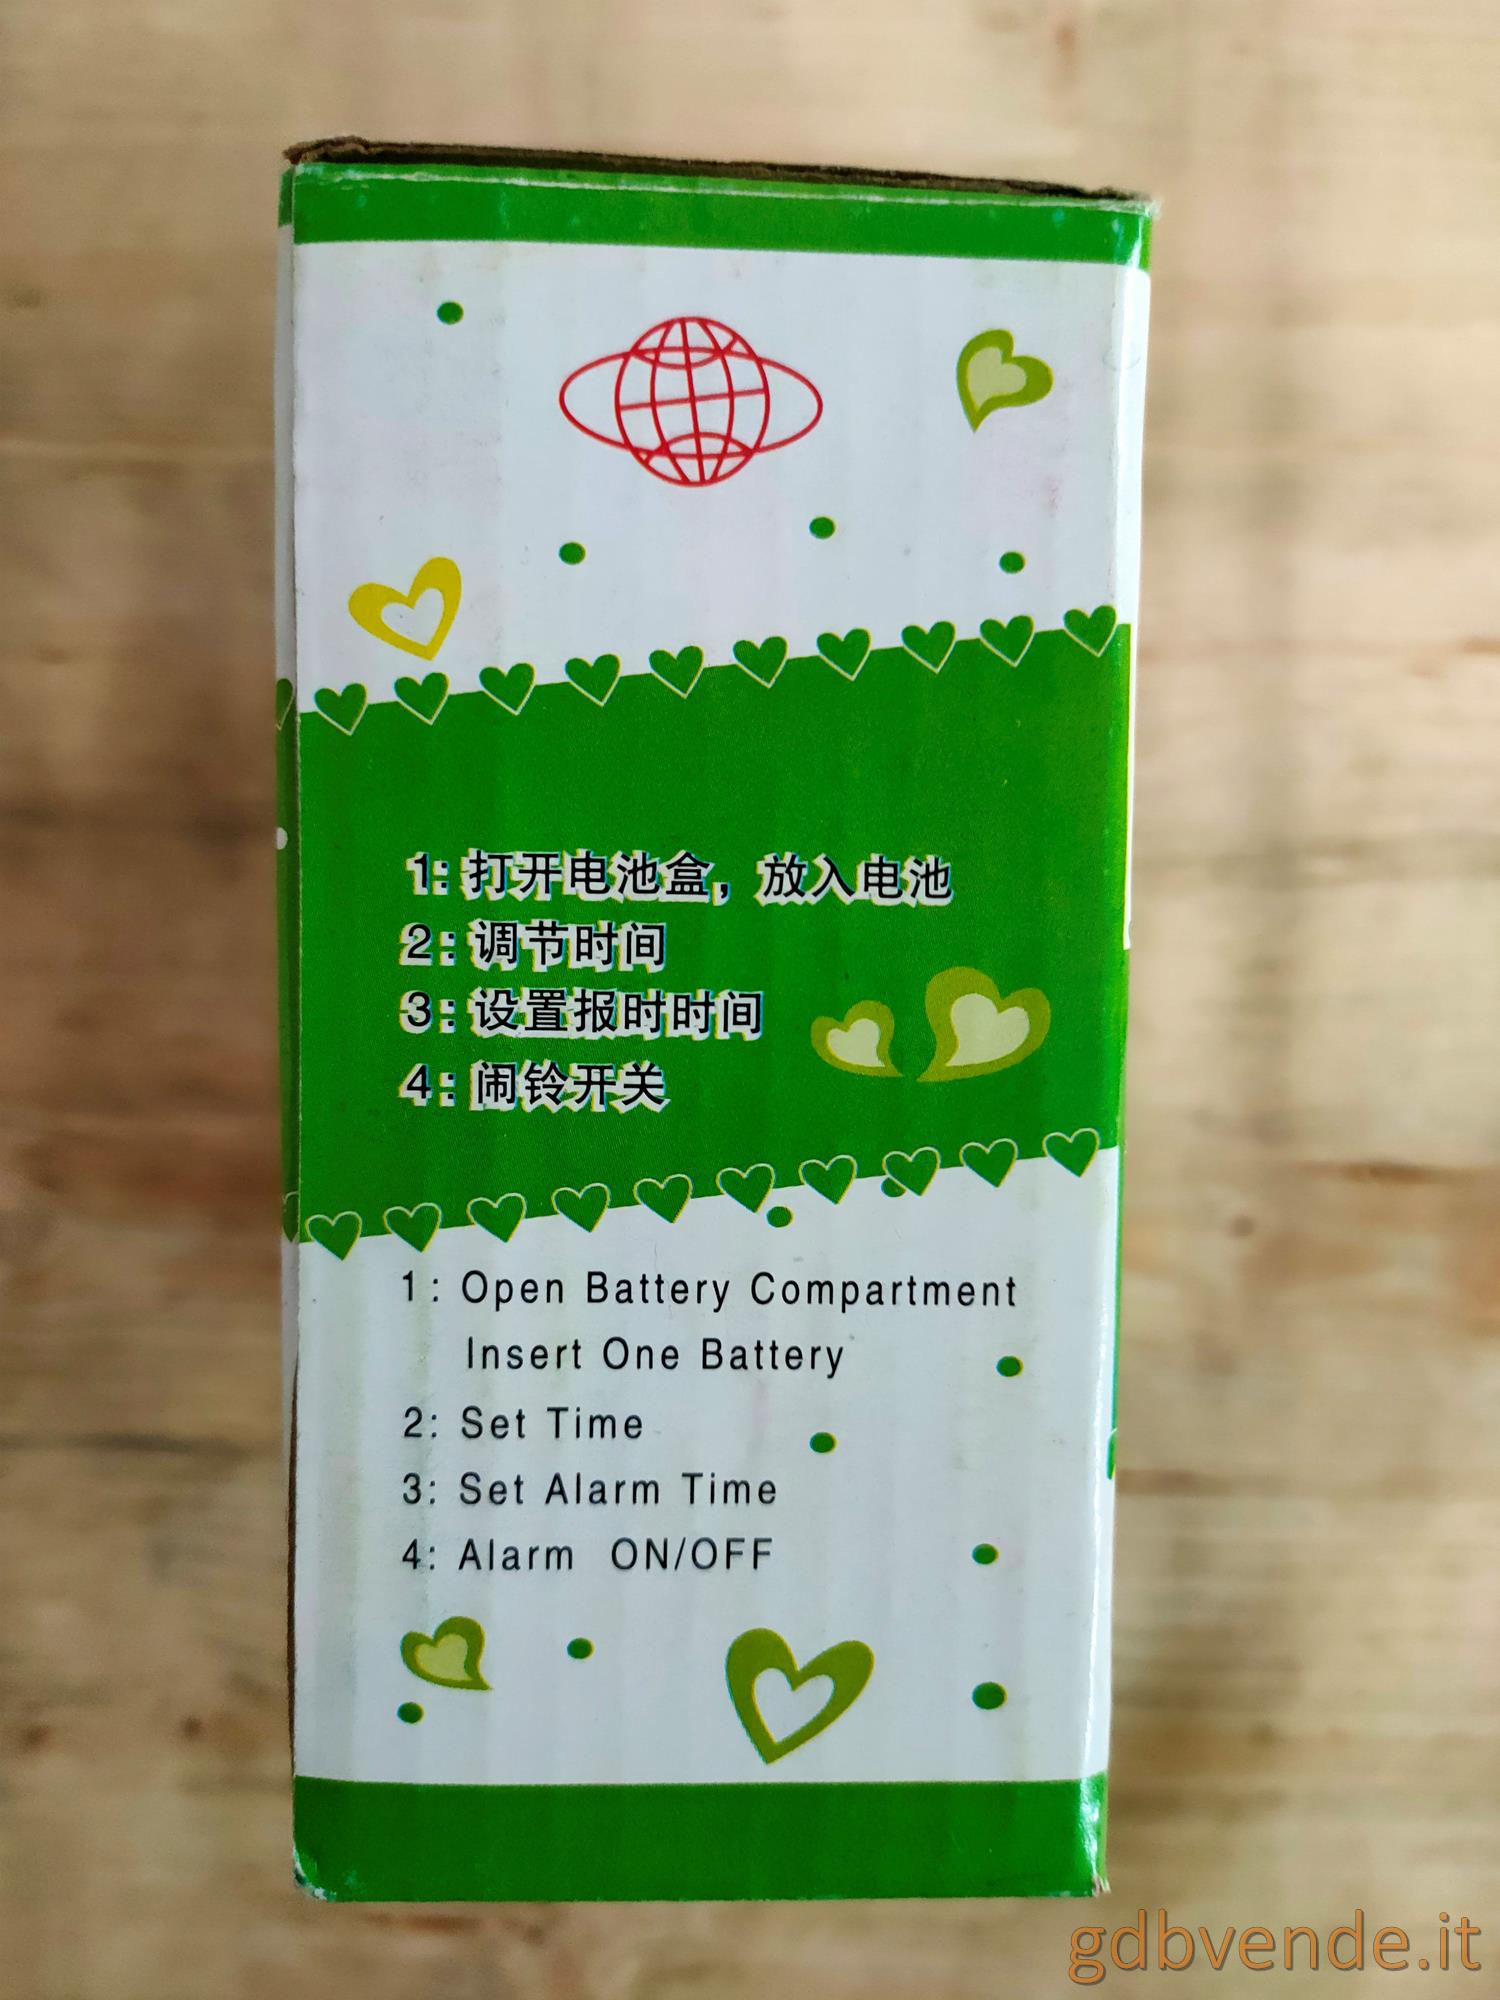 1：打开电池盒，放入电池
2：调节时间
3：设置报时时间
4：闹铃开关
1: Open Battery Compartment
Insert One Battery
2: Set Time
3: Set Alarm Time
4: Alarm ON/OFF
gdbvende.it